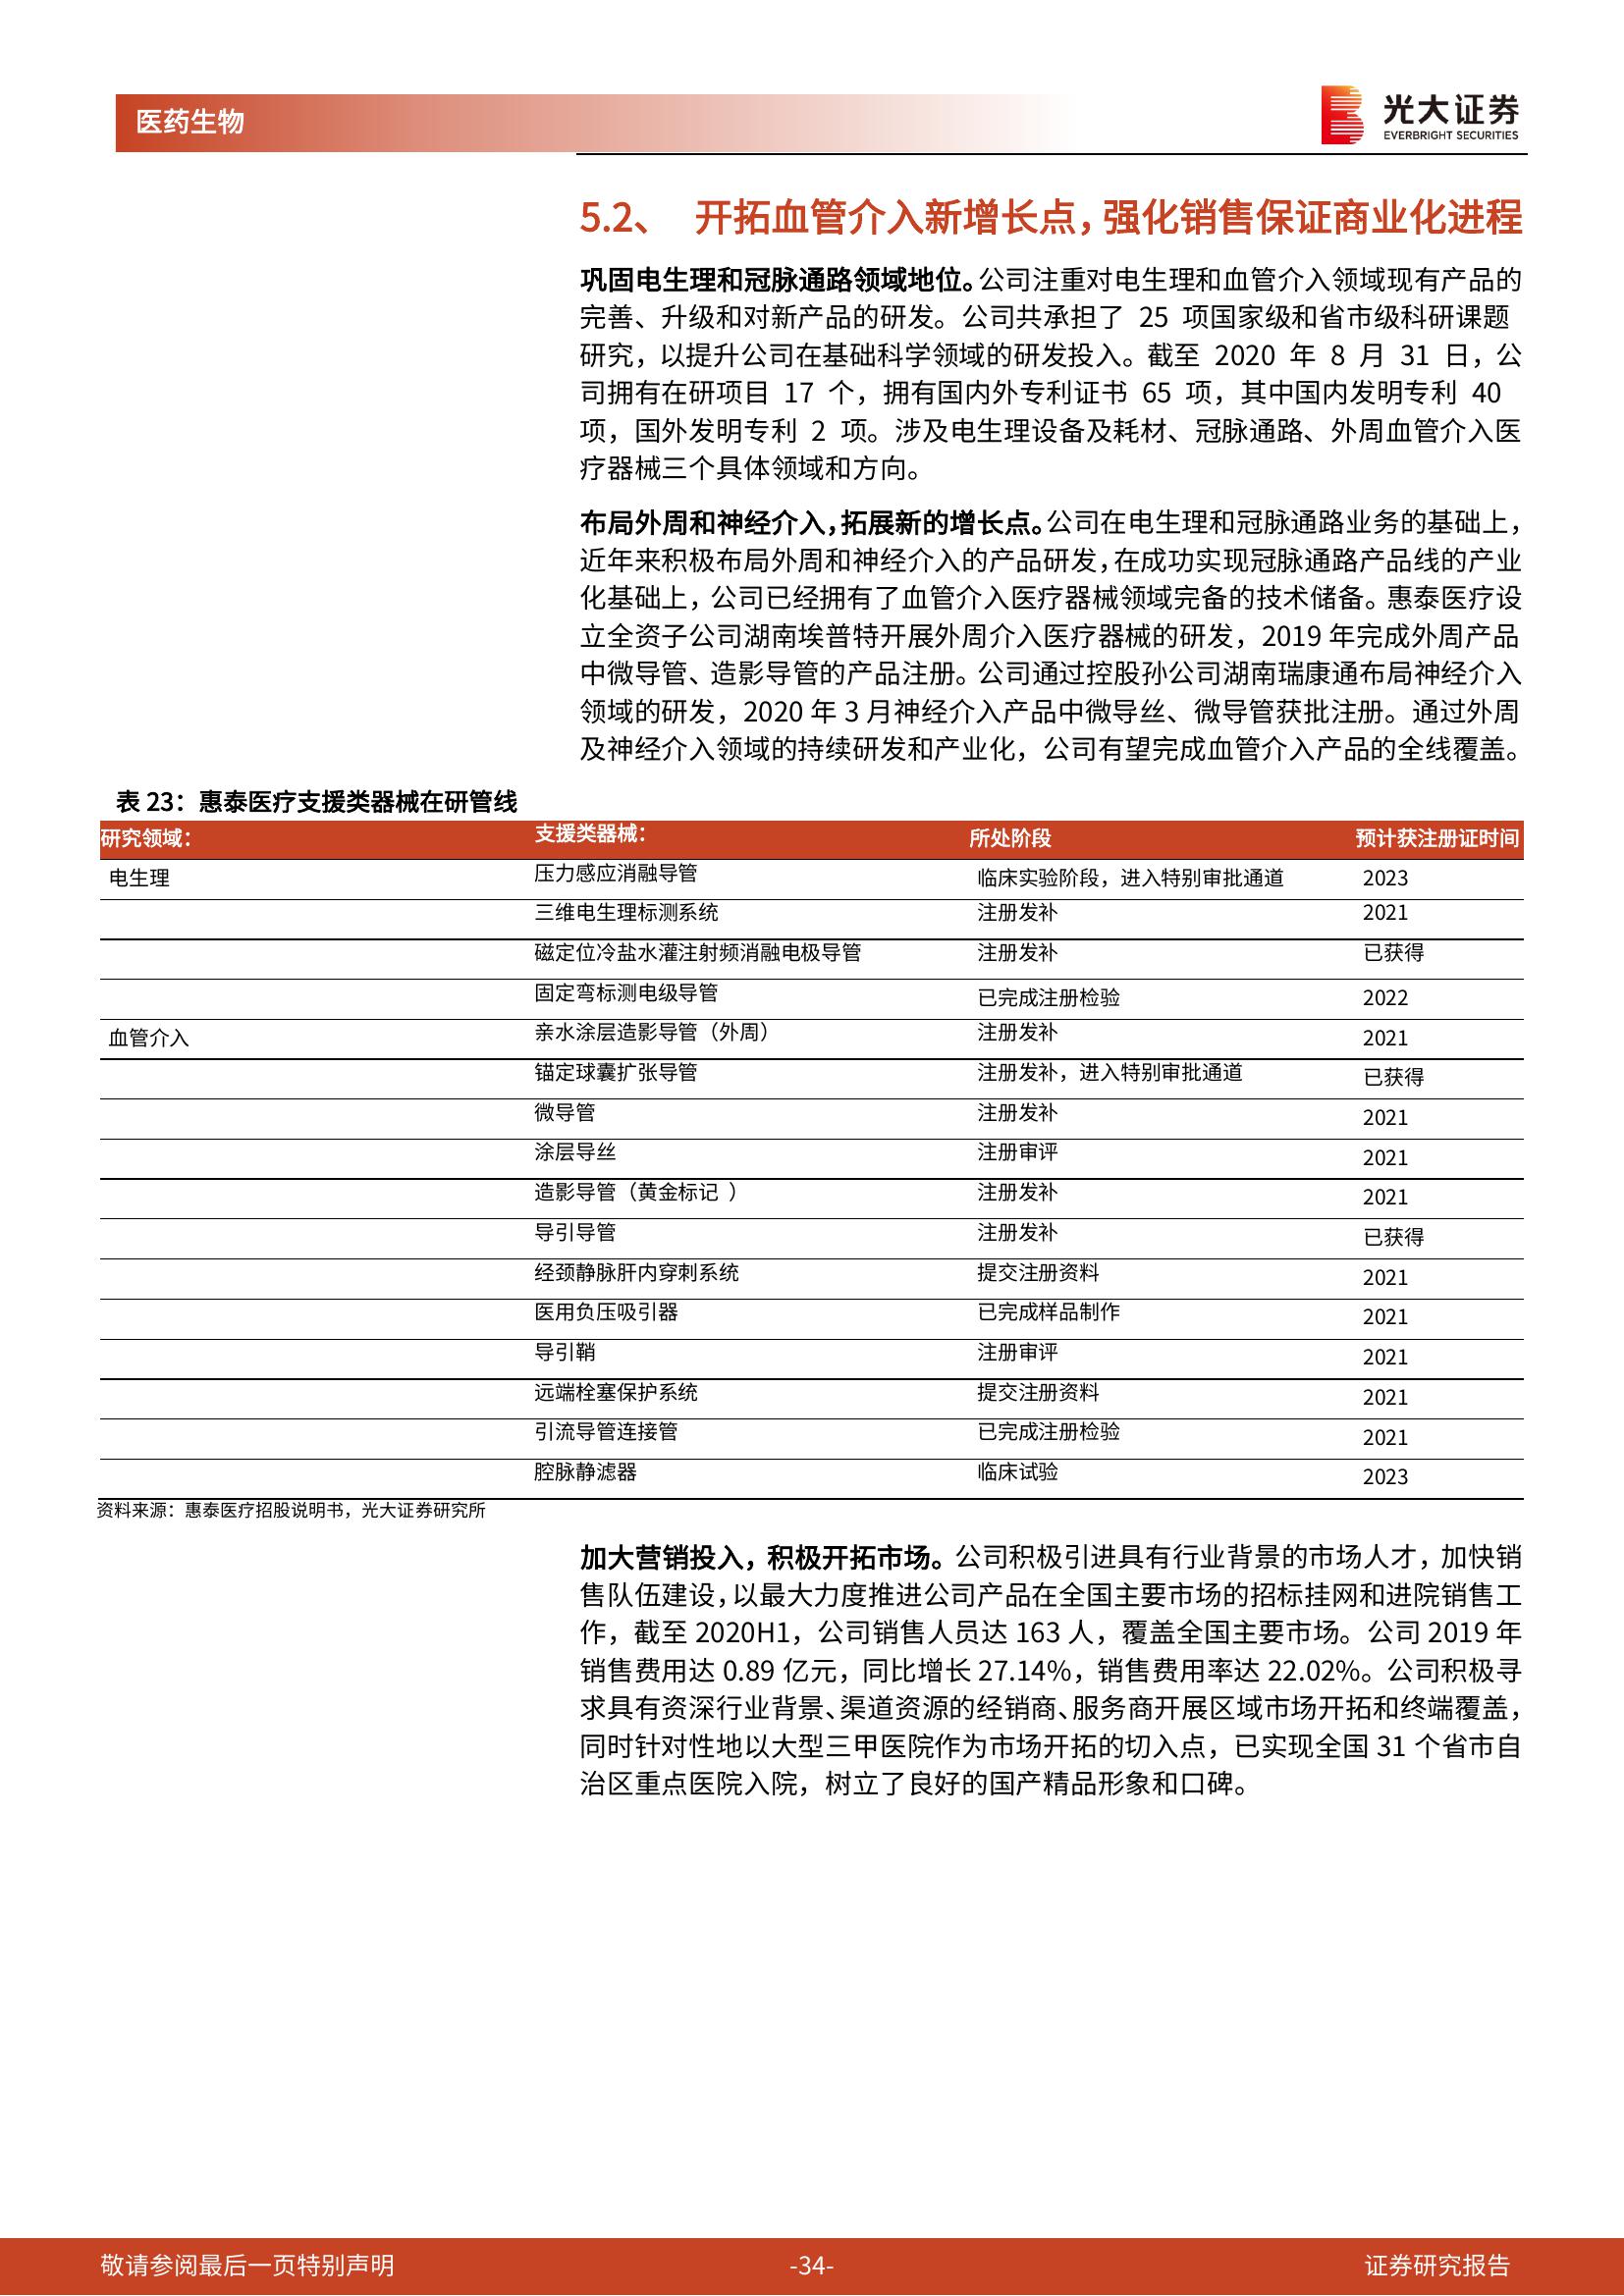 医药生物
光大证券
EVERBRIGHT SECURITIES
5.2、 开拓血管介入新增长点，强化销售保证商业化进程
巩固电生理和冠脉通路领域地位。公司注重对电生理和血管介入领域现有产品的
完善、升级和对新产品的研发。公司共承担了 25 项国家级和省市级科研课题
研究，以提升公司在基础科学领域的研发投入。截至 2020 年 8 月 31 日，公
司拥有在研项目 17 个，拥有国内外专利证书 65 项，其中国内发明专利 40
项，国外发明专利 2 项。涉及电生理设备及耗材、冠脉通路、外周血管介入医
疗器械三个具体领域和方向。
布局外周和神经介入，拓展新的增长点。公司在电生理和冠脉通路业务的基础上，
近年来积极布局外周和神经介入的产品研发，在成功实现冠脉通路产品线的产业
化基础上，公司已经拥有了血管介入医疗器械领域完备的技术储备。惠泰医疗设
立全资子公司湖南埃普特开展外周介入医疗器械的研发，2019 年完成外周产品
中微导管、造影导管的产品注册。公司通过控股孙公司湖南瑞康通布局神经介入
领域的研发，2020 年 3 月神经介入产品中微导丝、微导管获批注册。通过外周
及神经介入领域的持续研发和产业化，公司有望完成血管介入产品的全线覆盖。
表 23：惠泰医疗支援类器械在研管线
研究领域： 支援类器械： 所处阶段 预计获注册证时间
电生理 压力感应消融导管 临床实验阶段，进入特别审批通道 2023
三维电生理标测系统 注册发补 2021
磁定位冷盐水灌注射频消融电极导管 注册发补 已获得
固定弯标测电级导管 已完成注册检验 2022
血管介入 亲水涂层造影导管（外周） 注册发补 2021
锚定球囊扩张导管 注册发补，进入特别审批通道 已获得
微导管 注册发补 2021
涂层导丝 注册审评 2021
造影导管（黄金标记 ） 注册发补 2021
导引导管 注册发补 已获得
经颈静脉肝内穿刺系统 提交注册资料 2021
医用负压吸引器 已完成样品制作 2021
导引鞘 注册审评 2021
远端栓塞保护系统 提交注册资料 2021
引流导管连接管 已完成注册检验 2021
腔脉静滤器 临床试验 2023
资料来源：惠泰医疗招股说明书，光大证券研究所
加大营销投入，积极开拓市场。公司积极引进具有行业背景的市场人才，加快销
售队伍建设，以最大力度推进公司产品在全国主要市场的招标挂网和进院销售工
作，截至 2020H1，公司销售人员达 163 人，覆盖全国主要市场。公司 2019 年
销售费用达 0.89 亿元，同比增长 27.14%，销售费用率达 22.02%。公司积极寻
求具有资深行业背景、渠道资源的经销商、服务商开展区域市场开拓和终端覆盖，
同时针对性地以大型三甲医院作为市场开拓的切入点，已实现全国 31 个省市自
治区重点医院入院，树立了良好的国产精品形象和口碑。
敬请参阅最后一页特别声明 -34- 证券研究报告